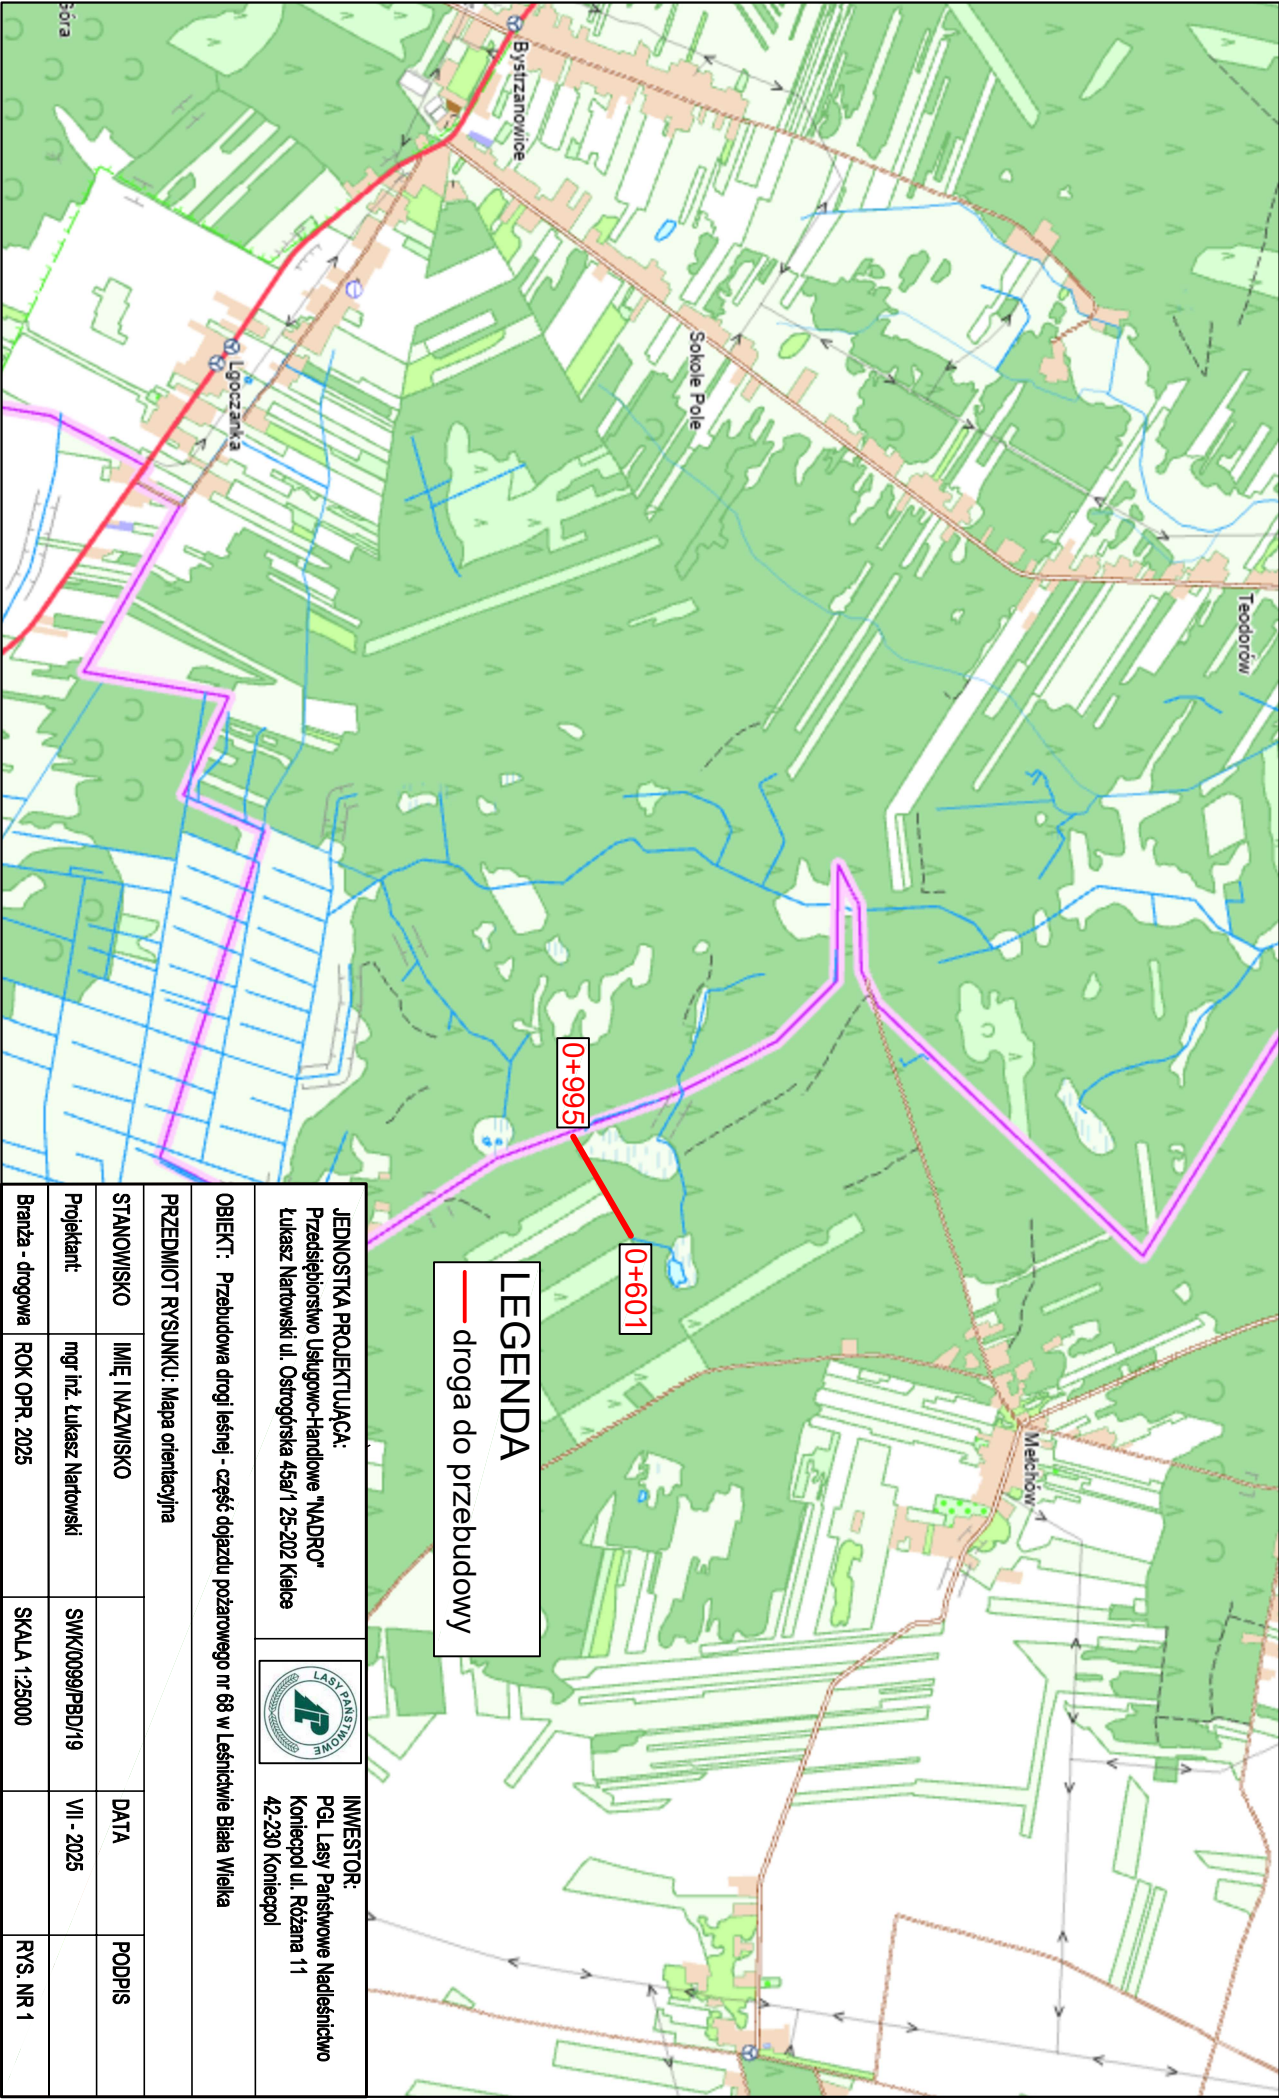 Góra
Bystrzanowice
Sokole Pole
Lgoczanka
Teodorów
Mełchów
0+995
0+601
LEGENDA
droga do przebudowy
JEDNOSTKA PROJEKTUJĄCA:
Przedsiębiorstwo Usługowo-Handlowe "NADRO"
Łukasz Nartowski ul. Ostrogórska 45a/1 25-202 Kielce
LASY PAŃSTWOWE
INWESTOR:
PGL Lasy Państwowe Nadleśnictwo
Koniecpol ul. Różana 11
42-230 Koniecpol
OBIEKT: Przebudowa drogi leśnej - część dojazdu pożarowego nr 68 w Leśnictwie Biała Wielka
PRZEDMIOT RYSUNKU: Mapa orientacyjna
STANOWISKO IMIĘ I NAZWISKO DATA PODPIS
Projektant: mgr inż. Łukasz Nartowski SWK/0099/PBD/19 VII - 2025
Branża - drogowa ROK OPR. 2025 SKALA 1:25000 RYS. NR 1